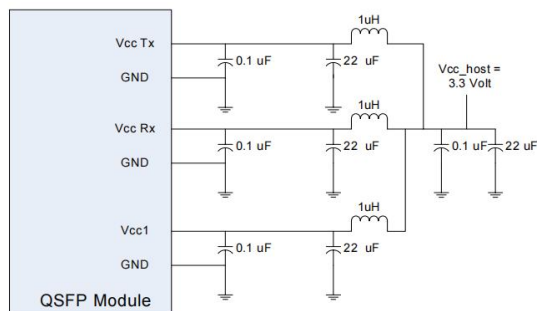 1uH
Vcc Tx
0.1 uF
22 uF
GND
Vcc_host =
3.3 Volt
1uH
Vcc Rx
0.1 uF
22 uF
0.1 uF
22 uF
GND
1uH
Vcc1
0.1 uF
22 uF
GND
QSFP Module